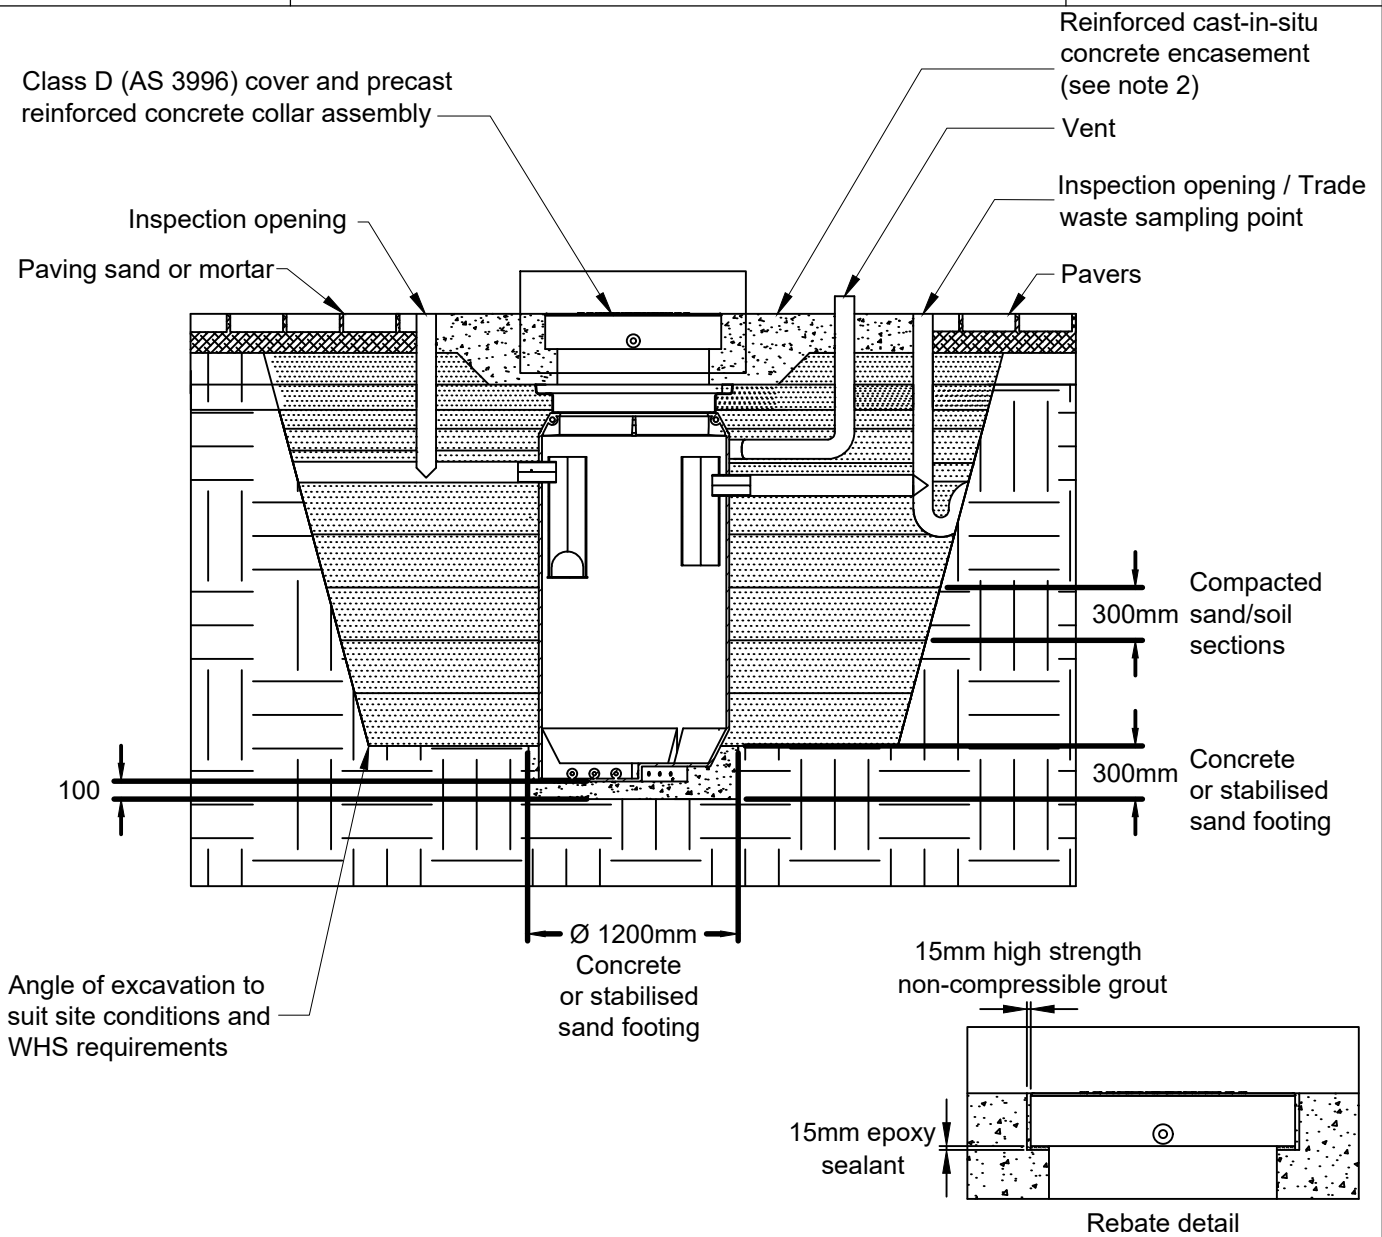 Reinforced cast-in-situ
concrete encasement
(see note 2)
Class D (AS 3996) cover and precast
reinforced concrete collar assembly
Vent
Inspection opening / Trade
waste sampling point
Inspection opening
Paving sand or mortar
Pavers
300mm
Compacted
sand/soil
sections
100
300mm
Concrete
or stabilised
sand footing
Ø 1200mm
Concrete
or stabilised
sand footing
Angle of excavation to
suit site conditions and
WHS requirements
15mm high strength
non-compressible grout
15mm epoxy
sealant
Rebate detail